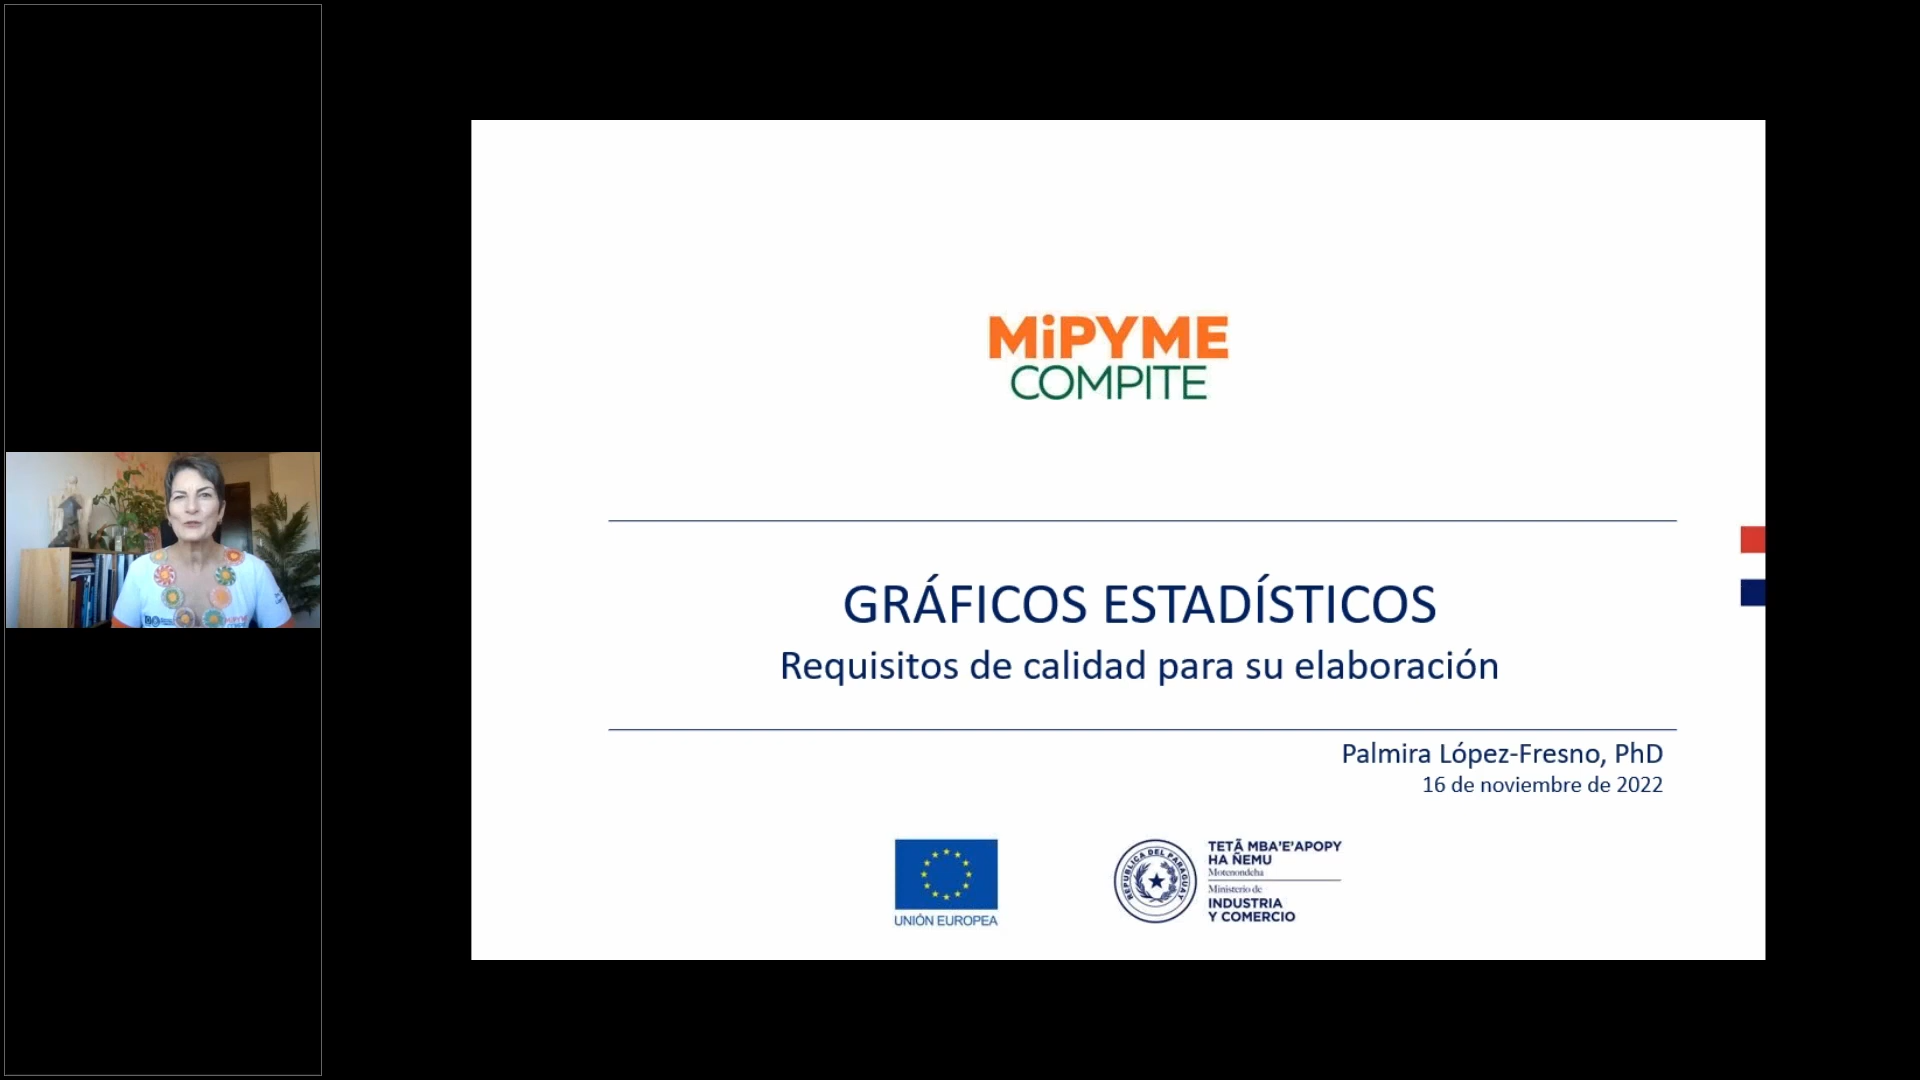 MiPYME
COMPITE
GRÁFICOS ESTADÍSTICOS
Requisitos de calidad para su elaboración
Palmira López-Fresno, PhD
16 de noviembre de 2022
UNIÓN EUROPEA
REPUBLICA DEL PARAGUAY
TETÃ MBA'E'APOPY
HA ÑEMU
Motenondeha
Ministerio de
INDUSTRIA
Y COMERCIO